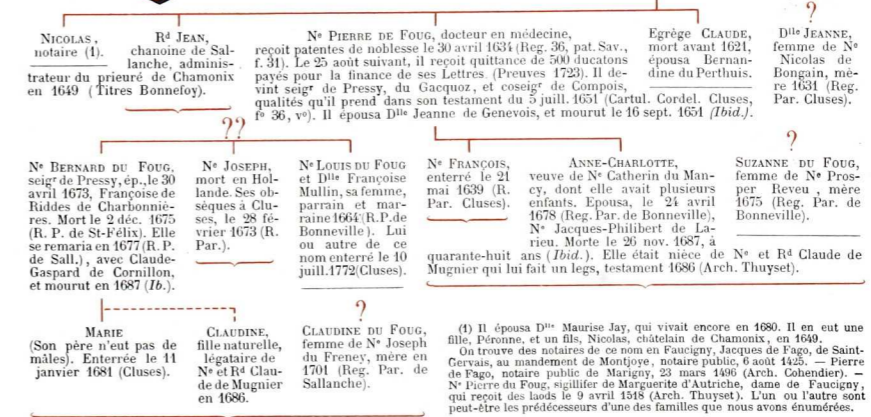 NICOLAS,
notaire (1).
Rd JEAN,
chanoine de Sal-
lanche, adminis-
trateur du prieuré de Chamonix
en 1649 (Titres Bonnefoy).
Ne PIERRE DE FOUG, docteur en médecine,
reçoit patentes de noblesse le 30 avril 1634 (Reg. 36, pat. Sav.,
f. 31). Le 25 août suivant, il reçoit quittance de 500 ducatons
payés pour la finance de ses Lettres (Preuves 1723). Il de-
vint seigr de Pressy, du Gacquoz, et coseigr de Compois,
qualités qu'il prend dans son testament du 5 juill. 1651 (Cartul. Cordel. Cluses,
fo 36, vo). Il épousa Dlle Jeanne de Genevois, et mourut le 16 sept. 1651 (Ibid.).
Egrège CLAUDE,
mort avant 1621,
épousa Bernan-
dine du Perthuis.
?
Dlle JEANNE,
femme de Ne
Nicolas de
Bongain, mè-
re 1631 (Reg.
Par. Cluses).
??
Ne BERNARD DU FOUG,
seigr de Pressy, ép., le 30
avril 1673, Françoise de
Riddes de Charbonniè-
res. Mort le 2 déc. 1675
(R. P. de St-Félix). Elle
se remaria en 1677 (R. P.
de Sall.), avec Claude-
Gaspard de Cornillon,
et mourut en 1687 (Ib.).
Ne JOSEPH,
mort en Hol-
lande. Ses ob-
sèques à Clu-
ses, le 28 fé-
vrier 1673 (R.
Par.).
Ne LOUIS DU FOUG
et Dlle Françoise
Mullin, sa femme,
parrain et mar-
raine 1664 (R.P. de
Bonneville). Lui
ou autre de ce
nom enterré le 10
juill. 1772 (Cluses).
Ne FRANÇOIS,
enterré le 21
mai 1639 (R.
Par. Cluses).
ANNE-CHARLOTTE,
veuve de Ne Catherin du Man-
cy, dont elle avait plusieurs
enfants. Epousa, le 24 avril
1678 (Reg. Par. de Bonneville),
Ne Jacques-Philibert de La-
rieu. Morte le 26 nov. 1687, à
quarante-huit ans (Ibid.). Elle était nièce de Ne et Rd Claude de
Mugnier qui lui fait un legs, testament 1686 (Arch. Thuyset).
?
SUZANNE DU FOUG,
femme de Ne Pros-
per Reveu, mère
1675 (Reg. Par. de
Bonneville).
MARIE
(Son père n'eut pas de
mâles). Enterrée le 11
janvier 1681 (Cluses).
CLAUDINE,
fille naturelle,
légataire de
Ne et Rd Clau-
de de Mugnier
en 1686.
?
CLAUDINE DU FOUG,
femme de Ne Joseph
du Freney, mère en
1701 (Reg. Par. de
Sallanche).
(1) Il épousa Dlle Maurise Jay, qui vivait encore en 1680. Il en eut une
fille, Péronne, et un fils, Nicolas, châtelain de Chamonix, en 1649.
On trouve des notaires de ce nom en Faucigny, Jacques de Fago, de Saint-
Gervais, au mandement de Montjoye, notaire public, 6 août 1425. — Pierre
de Fago, notaire public de Marigny, 23 mars 1496 (Arch. Cohendier). —
Ne Pierre du Foug, sigillifer de Marguerite d'Autriche, dame de Faucigny,
qui reçoit des laods le 9 avril 1518 (Arch. Thuyset). L'un ou l'autre sont
peut-être les prédécesseurs d'une des familles que nous avons énumérées.